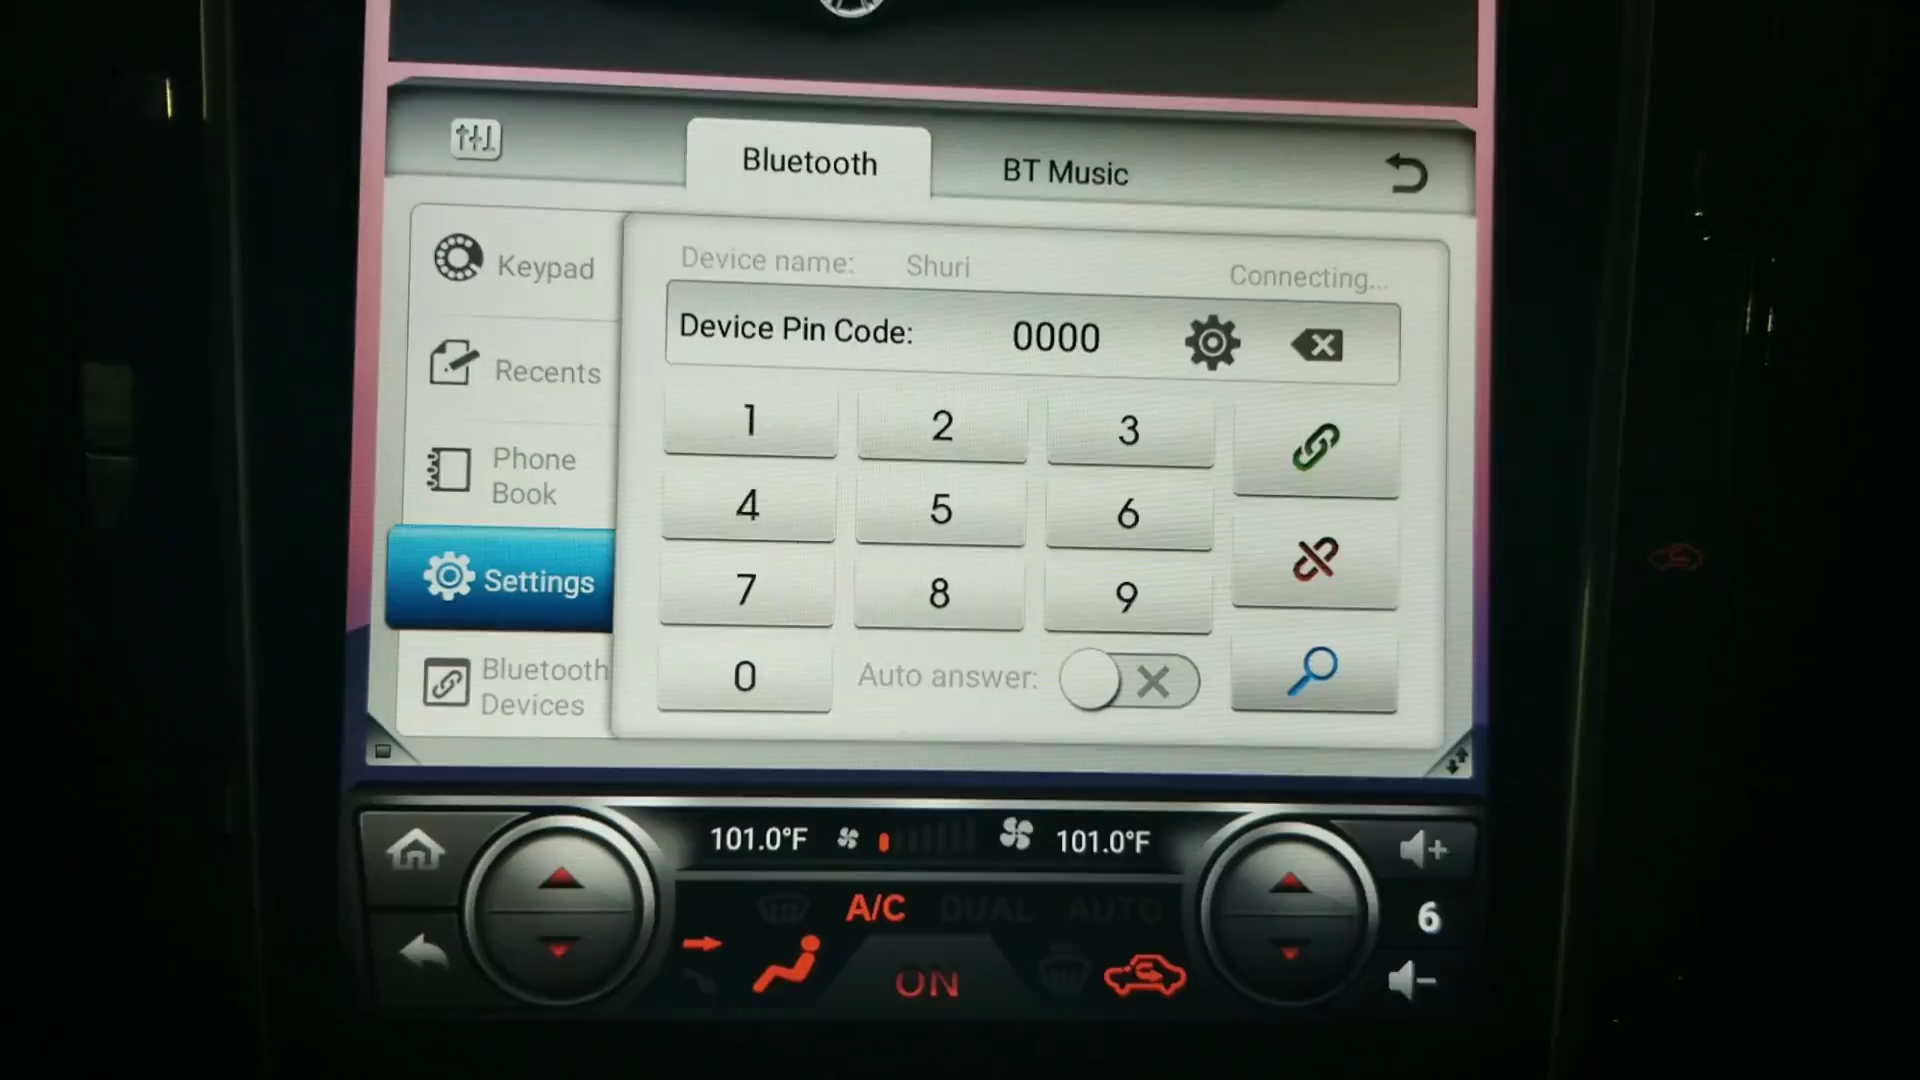 Bluetooth
BT Music
Keypad
Device name: Shuri
Connecting...
Device Pin Code: 0000
Recents
1 2 3
Phone
Book
4 5 6
Settings
7 8 9
Bluetooth
Devices
0
Auto answer:
101.0°F
101.0°F
A/C DUAL AUTO
6
ON